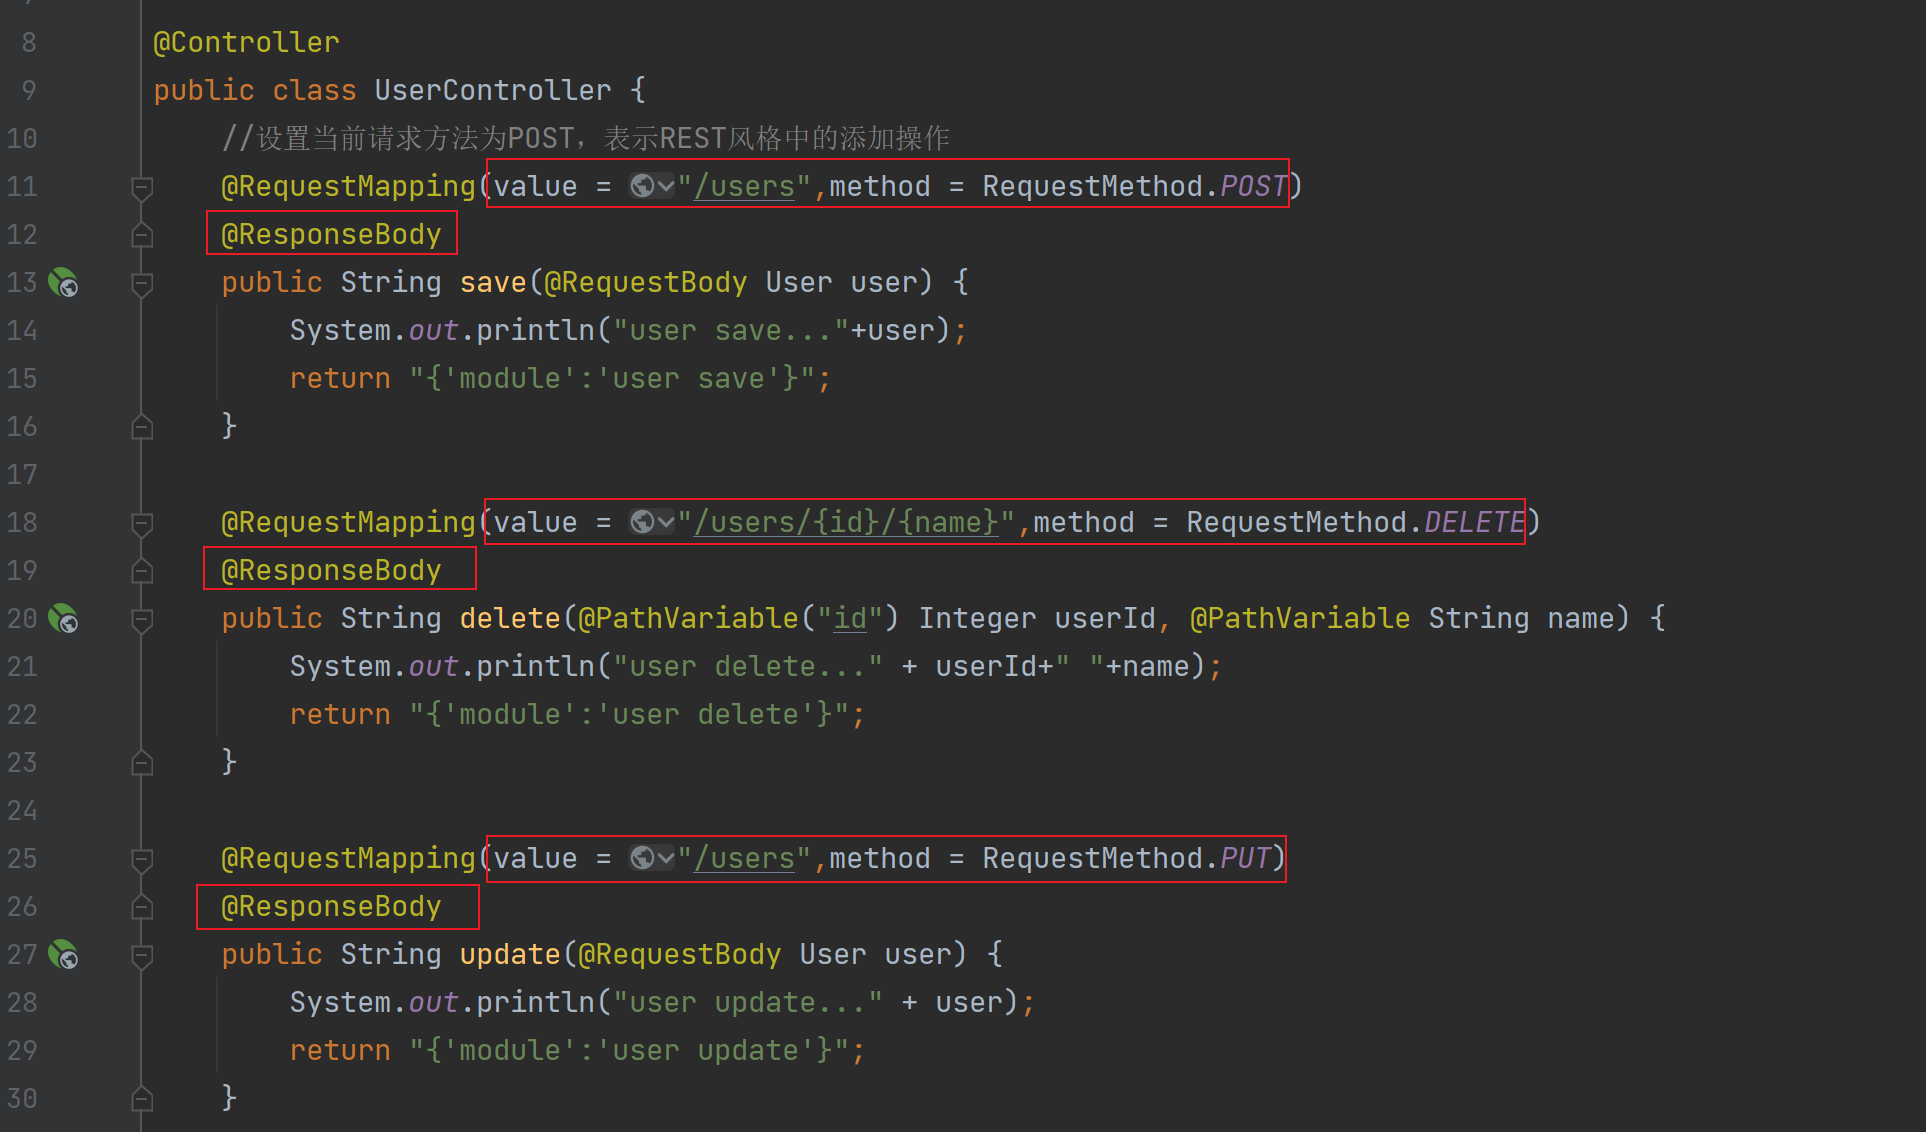 8 @Controller
9 public class UserController {
10 //设置当前请求方法为POST，表示REST风格中的添加操作
11 @RequestMapping(value = "/users",method = RequestMethod.POST)
12 @ResponseBody
13 public String save(@RequestBody User user) {
14 System.out.println("user save..."+user);
15 return "{'module':'user save'}";
16 }
17
18 @RequestMapping(value = "/users/{id}/{name}",method = RequestMethod.DELETE)
19 @ResponseBody
20 public String delete(@PathVariable("id") Integer userId, @PathVariable String name) {
21 System.out.println("user delete..." + userId+" "+name);
22 return "{'module':'user delete'}";
23 }
24
25 @RequestMapping(value = "/users",method = RequestMethod.PUT)
26 @ResponseBody
27 public String update(@RequestBody User user) {
28 System.out.println("user update..." + user);
29 return "{'module':'user update'}";
30 }